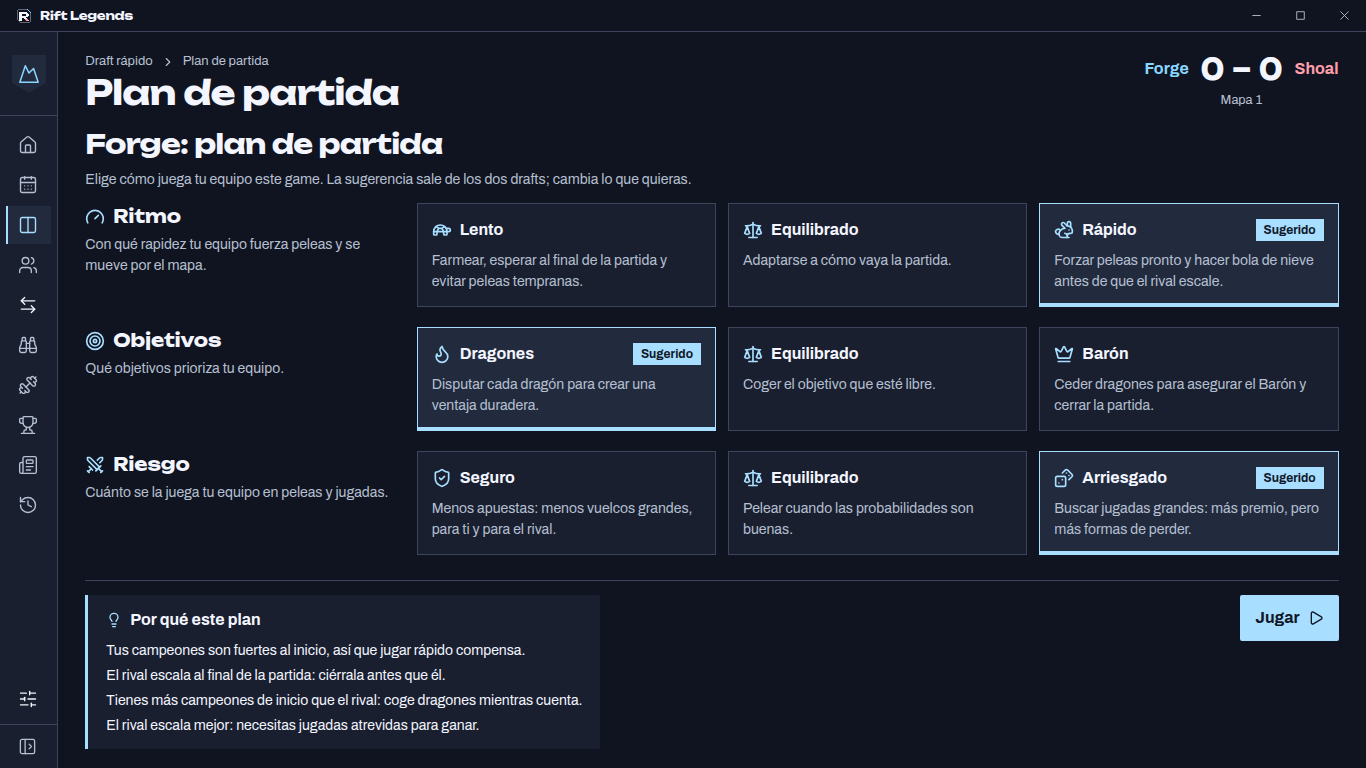 Rift Legends
Draft rápido > Plan de partida
Plan de partida
Forge 0 – 0 Shoal
Mapa 1
Forge: plan de partida
Elige cómo juega tu equipo este game. La sugerencia sale de los dos drafts; cambia lo que quieras.
Ritmo
Con qué rapidez tu equipo fuerza peleas y se
mueve por el mapa.
Lento
Farmear, esperar al final de la partida y
evitar peleas tempranas.
Equilibrado
Adaptarse a cómo vaya la partida.
Rápido
Sugerido
Forzar peleas pronto y hacer bola de nieve
antes de que el rival escale.
Objetivos
Qué objetivos prioriza tu equipo.
Dragones
Sugerido
Disputar cada dragón para crear una
ventaja duradera.
Equilibrado
Coger el objetivo que esté libre.
Barón
Ceder dragones para asegurar el Barón y
cerrar la partida.
Riesgo
Cuánto se la juega tu equipo en peleas y jugadas.
Seguro
Menos apuestas: menos vuelcos grandes,
para ti y para el rival.
Equilibrado
Pelear cuando las probabilidades son
buenas.
Arriesgado
Sugerido
Buscar jugadas grandes: más premio, pero
más formas de perder.
Por qué este plan
Tus campeones son fuertes al inicio, así que jugar rápido compensa.
El rival escala al final de la partida: ciérrala antes que él.
Tienes más campeones de inicio que el rival: coge dragones mientras cuenta.
El rival escala mejor: necesitas jugadas atrevidas para ganar.
Jugar